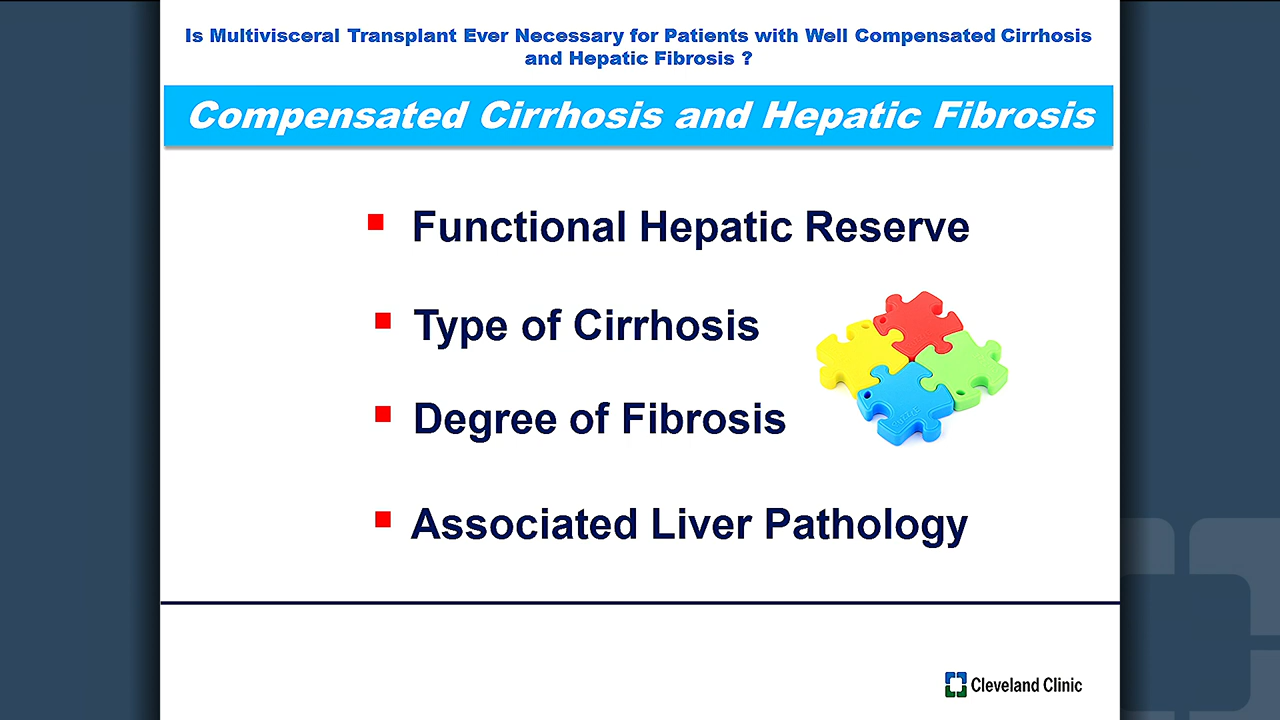 Is Multivisceral Transplant Ever Necessary for Patients with Well Compensated Cirrhosis
and Hepatic Fibrosis ?
Compensated Cirrhosis and Hepatic Fibrosis
Functional Hepatic Reserve
Type of Cirrhosis
Degree of Fibrosis
Associated Liver Pathology
Cleveland Clinic